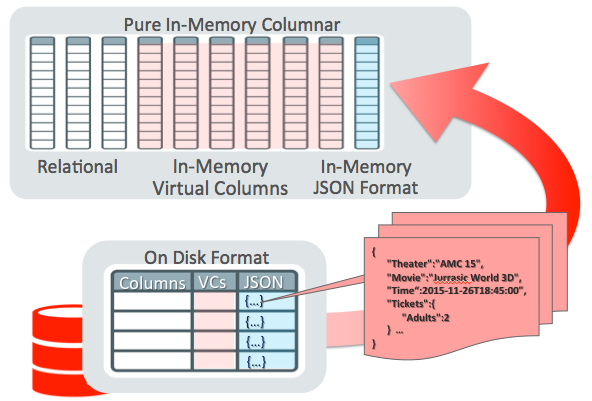 Pure In-Memory Columnar
Relational
In-Memory
Virtual Columns
In-Memory
JSON Format
On Disk Format
Columns VCs JSON
{...}
{...}
{...}
{...}
{
"Theater":"AMC 15",
"Movie":"Jurrasic World 3D",
"Time":2015-11-26T18:45:00",
"Tickets":{
"Adults":2
} ...
}